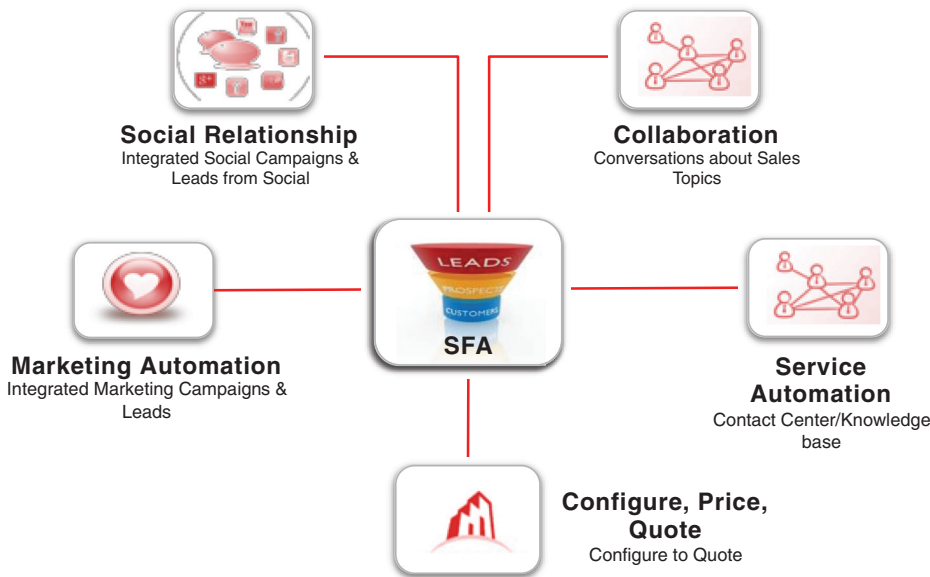 Social Relationship
Integrated Social Campaigns &
Leads from Social
Collaboration
Conversations about Sales
Topics
LEADS
PROSPECTS
CUSTOMERS
SFA
Marketing Automation
Integrated Marketing Campaigns &
Leads
Service
Automation
Contact Center/Knowledge
base
Configure, Price,
Quote
Configure to Quote